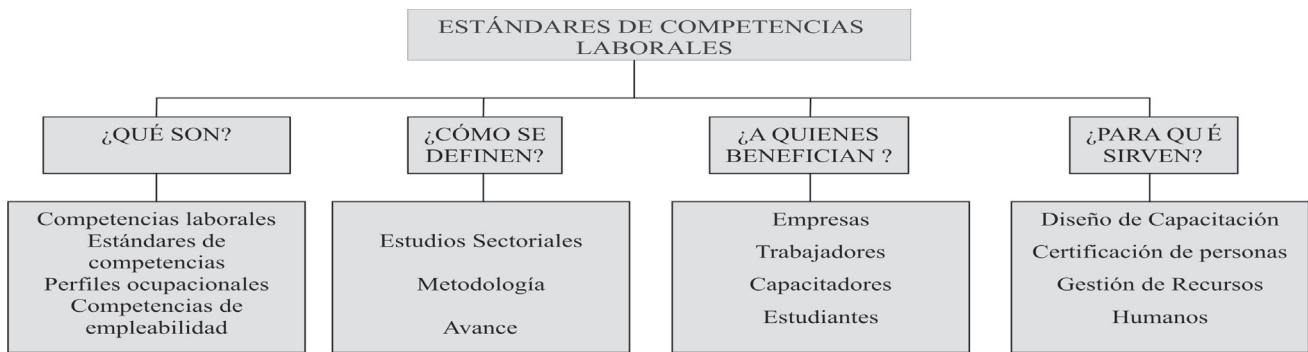 ESTÁNDARES DE COMPETENCIAS
LABORALES
¿QUÉ SON?
¿CÓMO SE
DEFINEN?
¿A QUIENES
BENEFICIAN ?
¿PARA QU É
SIRVEN?
Competencias laborales
Estándares de
competencias
Perfiles ocupacionales
Competencias de
empleabilidad
Estudios Sectoriales
Metodología
Avance
Empresas
Trabajadores
Capacitadores
Estudiantes
Diseño de Capacitación
Certificación de personas
Gestión de Recursos
Humanos